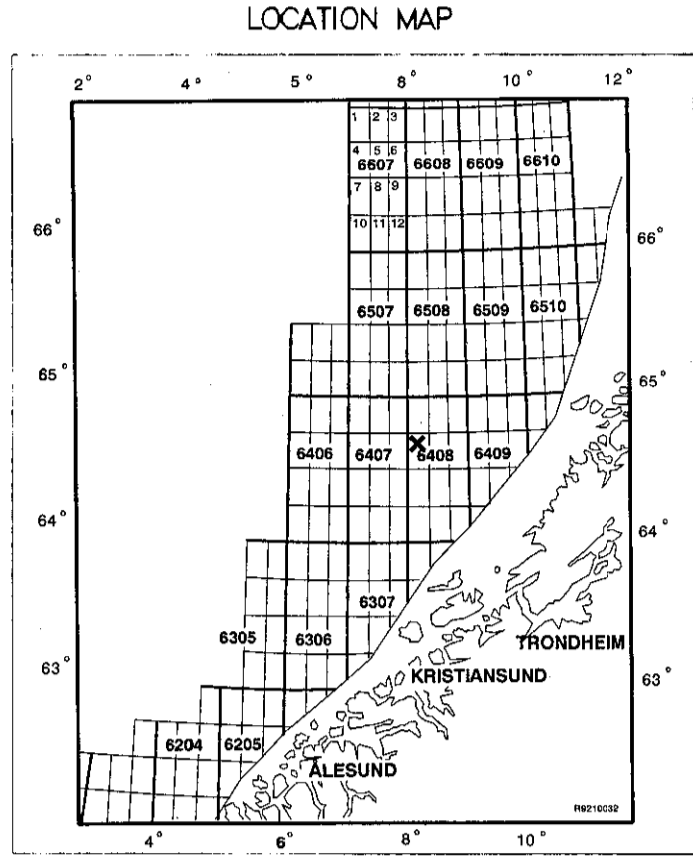 LOCATION MAP
2° 4° 5° 8° 10° 12°
1 2 3
4 5 6
6607 6608 6609 6610
7 8 9
66° 10 11 12 66°
6507 6508 6509 6510
65° 65°
6406 6407 6408 6409
64° 64°
6307
6305 6306
TRONDHEIM
63° KRISTIANSUND 63°
6204 6205
ÅLESUND
R9210032
4° 6° 8° 10°